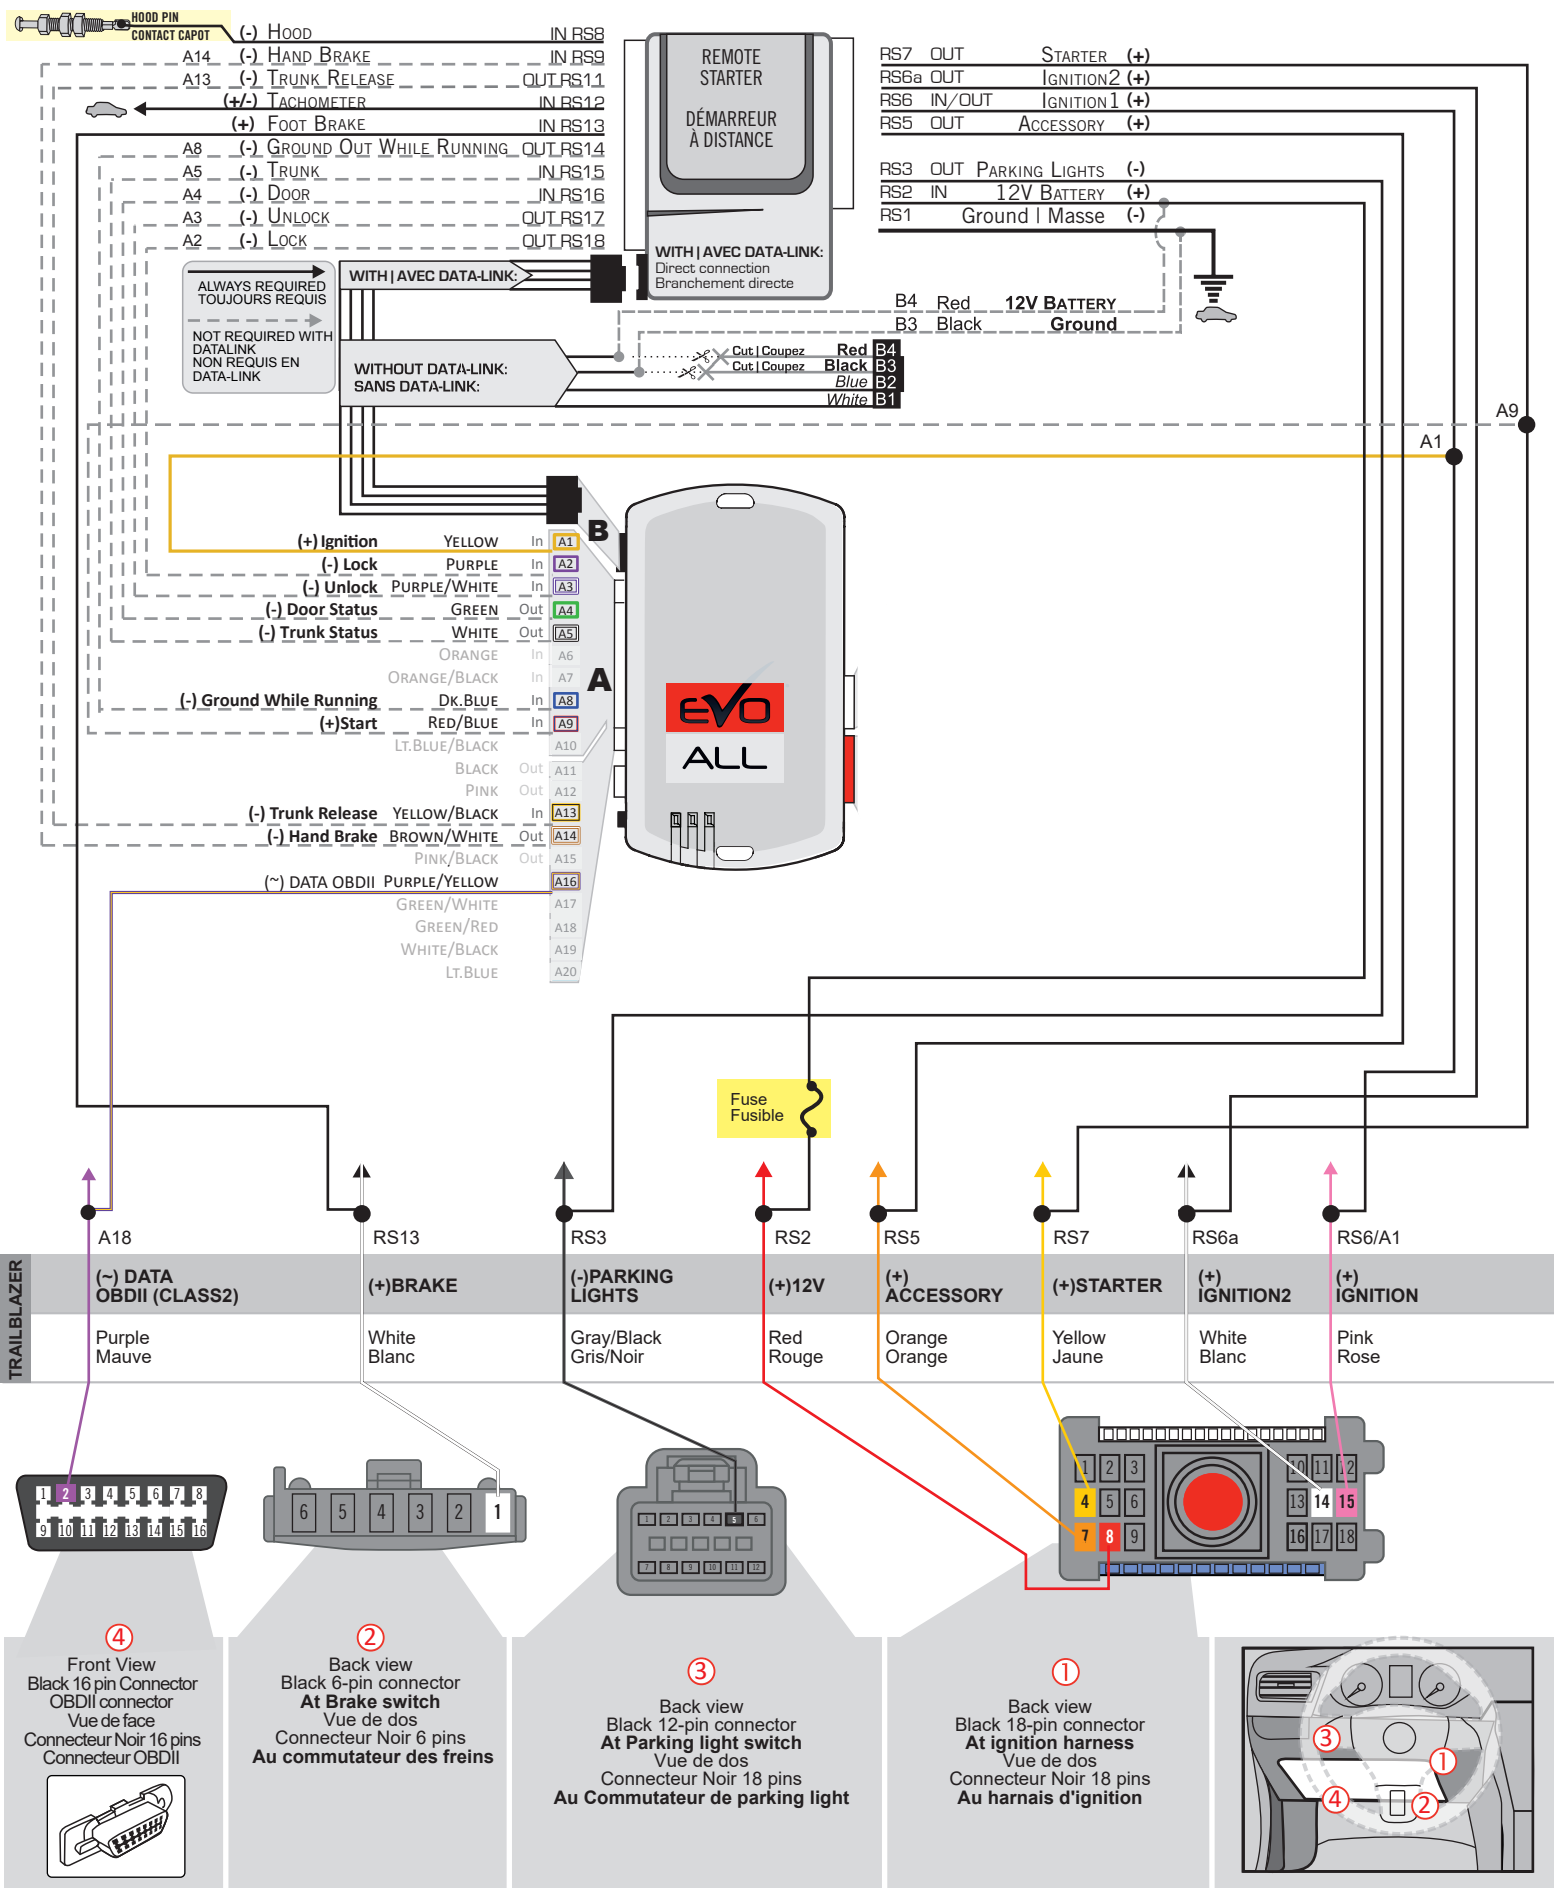 HOOD PIN
CONTACT CAPOT
(-) HOOD IN RS8
A14 (-) HAND BRAKE IN RS9
A13 (-) TRUNK RELEASE OUT RS11
(+/-) TACHOMETER IN RS12
(+) FOOT BRAKE IN RS13
A8 (-) GROUND OUT WHILE RUNNING OUT RS14
A5 (-) TRUNK IN RS15
A4 (-) DOOR IN RS16
A3 (-) UNLOCK OUT RS17
A2 (-) LOCK OUT RS18
REMOTE
STARTER
DÉMARREUR
À DISTANCE
WITH | AVEC DATA-LINK:
Direct connection
Branchement directe
RS7 OUT STARTER (+)
RS6a OUT IGNITION2 (+)
RS6 IN/OUT IGNITION1 (+)
RS5 OUT ACCESSORY (+)
RS3 OUT PARKING LIGHTS (-)
RS2 IN 12V BATTERY (+)
RS1 Ground | Masse (-)
ALWAYS REQUIRED
TOUJOURS REQUIS
NOT REQUIRED WITH
DATALINK
NON REQUIS EN
DATA-LINK
WITH | AVEC DATA-LINK:
B4 Red 12V BATTERY
B3 Black Ground
WITHOUT DATA-LINK:
SANS DATA-LINK:
Cut | Coupez Red B4
Cut | Coupez Black B3
Blue B2
White B1
A9
A1
B
A
(+) Ignition YELLOW In A1
(-) Lock PURPLE In A2
(-) Unlock PURPLE/WHITE In A3
(-) Door Status GREEN Out A4
(-) Trunk Status WHITE Out A5
ORANGE In A6
ORANGE/BLACK In A7
(-) Ground While Running DK.BLUE In A8
(+)Start RED/BLUE In A9
LT.BLUE/BLACK A10
BLACK Out A11
PINK Out A12
(-) Trunk Release YELLOW/BLACK In A13
(-) Hand Brake BROWN/WHITE Out A14
PINK/BLACK Out A15
(~) DATA OBDII PURPLE/YELLOW A16
GREEN/WHITE A17
GREEN/RED A18
WHITE/BLACK A19
LT.BLUE A20
EVO
ALL
Fuse
Fusible
A18 RS13 RS3 RS2 RS5 RS7 RS6a RS6/A1
TRAILBLAZER
(~) DATA
OBDII (CLASS2)
(+)BRAKE
(-)PARKING
LIGHTS
(+)12V
(+)
ACCESSORY
(+)STARTER
(+)
IGNITION2
(+)
IGNITION
Purple
Mauve
White
Blanc
Gray/Black
Gris/Noir
Red
Rouge
Orange
Orange
Yellow
Jaune
White
Blanc
Pink
Rose
1 2 3 4 5 6 7 8
9 10 11 12 13 14 15 16
6 5 4 3 2 1
1 2 3 4 5 6
7 8 9 10 11 12
1 2 3 10 11 12
4 5 6 13 14 15
7 8 9 16 17 18
④
Front View
Black 16 pin Connector
OBDII connector
Vue de face
Connecteur Noir 16 pins
Connecteur OBDII
②
Back view
Black 6-pin connector
At Brake switch
Vue de dos
Connecteur Noir 6 pins
Au commutateur des freins
③
Back view
Black 12-pin connector
At Parking light switch
Vue de dos
Connecteur Noir 18 pins
Au Commutateur de parking light
①
Back view
Black 18-pin connector
At ignition harness
Vue de dos
Connecteur Noir 18 pins
Au harnais d'ignition
③
①
④
②